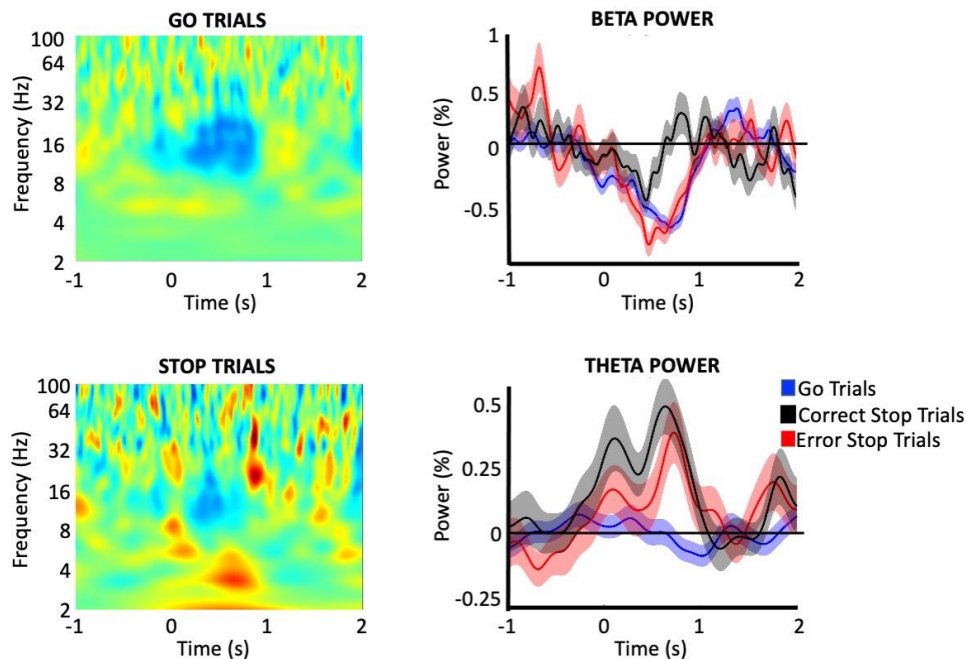 GO TRIALS
Frequency (Hz)
100
64
32
16
8
4
2
-1 0 1 2
Time (s)
BETA POWER
Power (%)
1
0.5
0
-0.5
-1 0 1 2
Time (s)
STOP TRIALS
Frequency (Hz)
100
64
32
16
8
4
2
-1 0 1 2
Time (s)
THETA POWER
Power (%)
0.5
0.25
0
-0.25
-1 0 1 2
Time (s)
Go Trials
Correct Stop Trials
Error Stop Trials